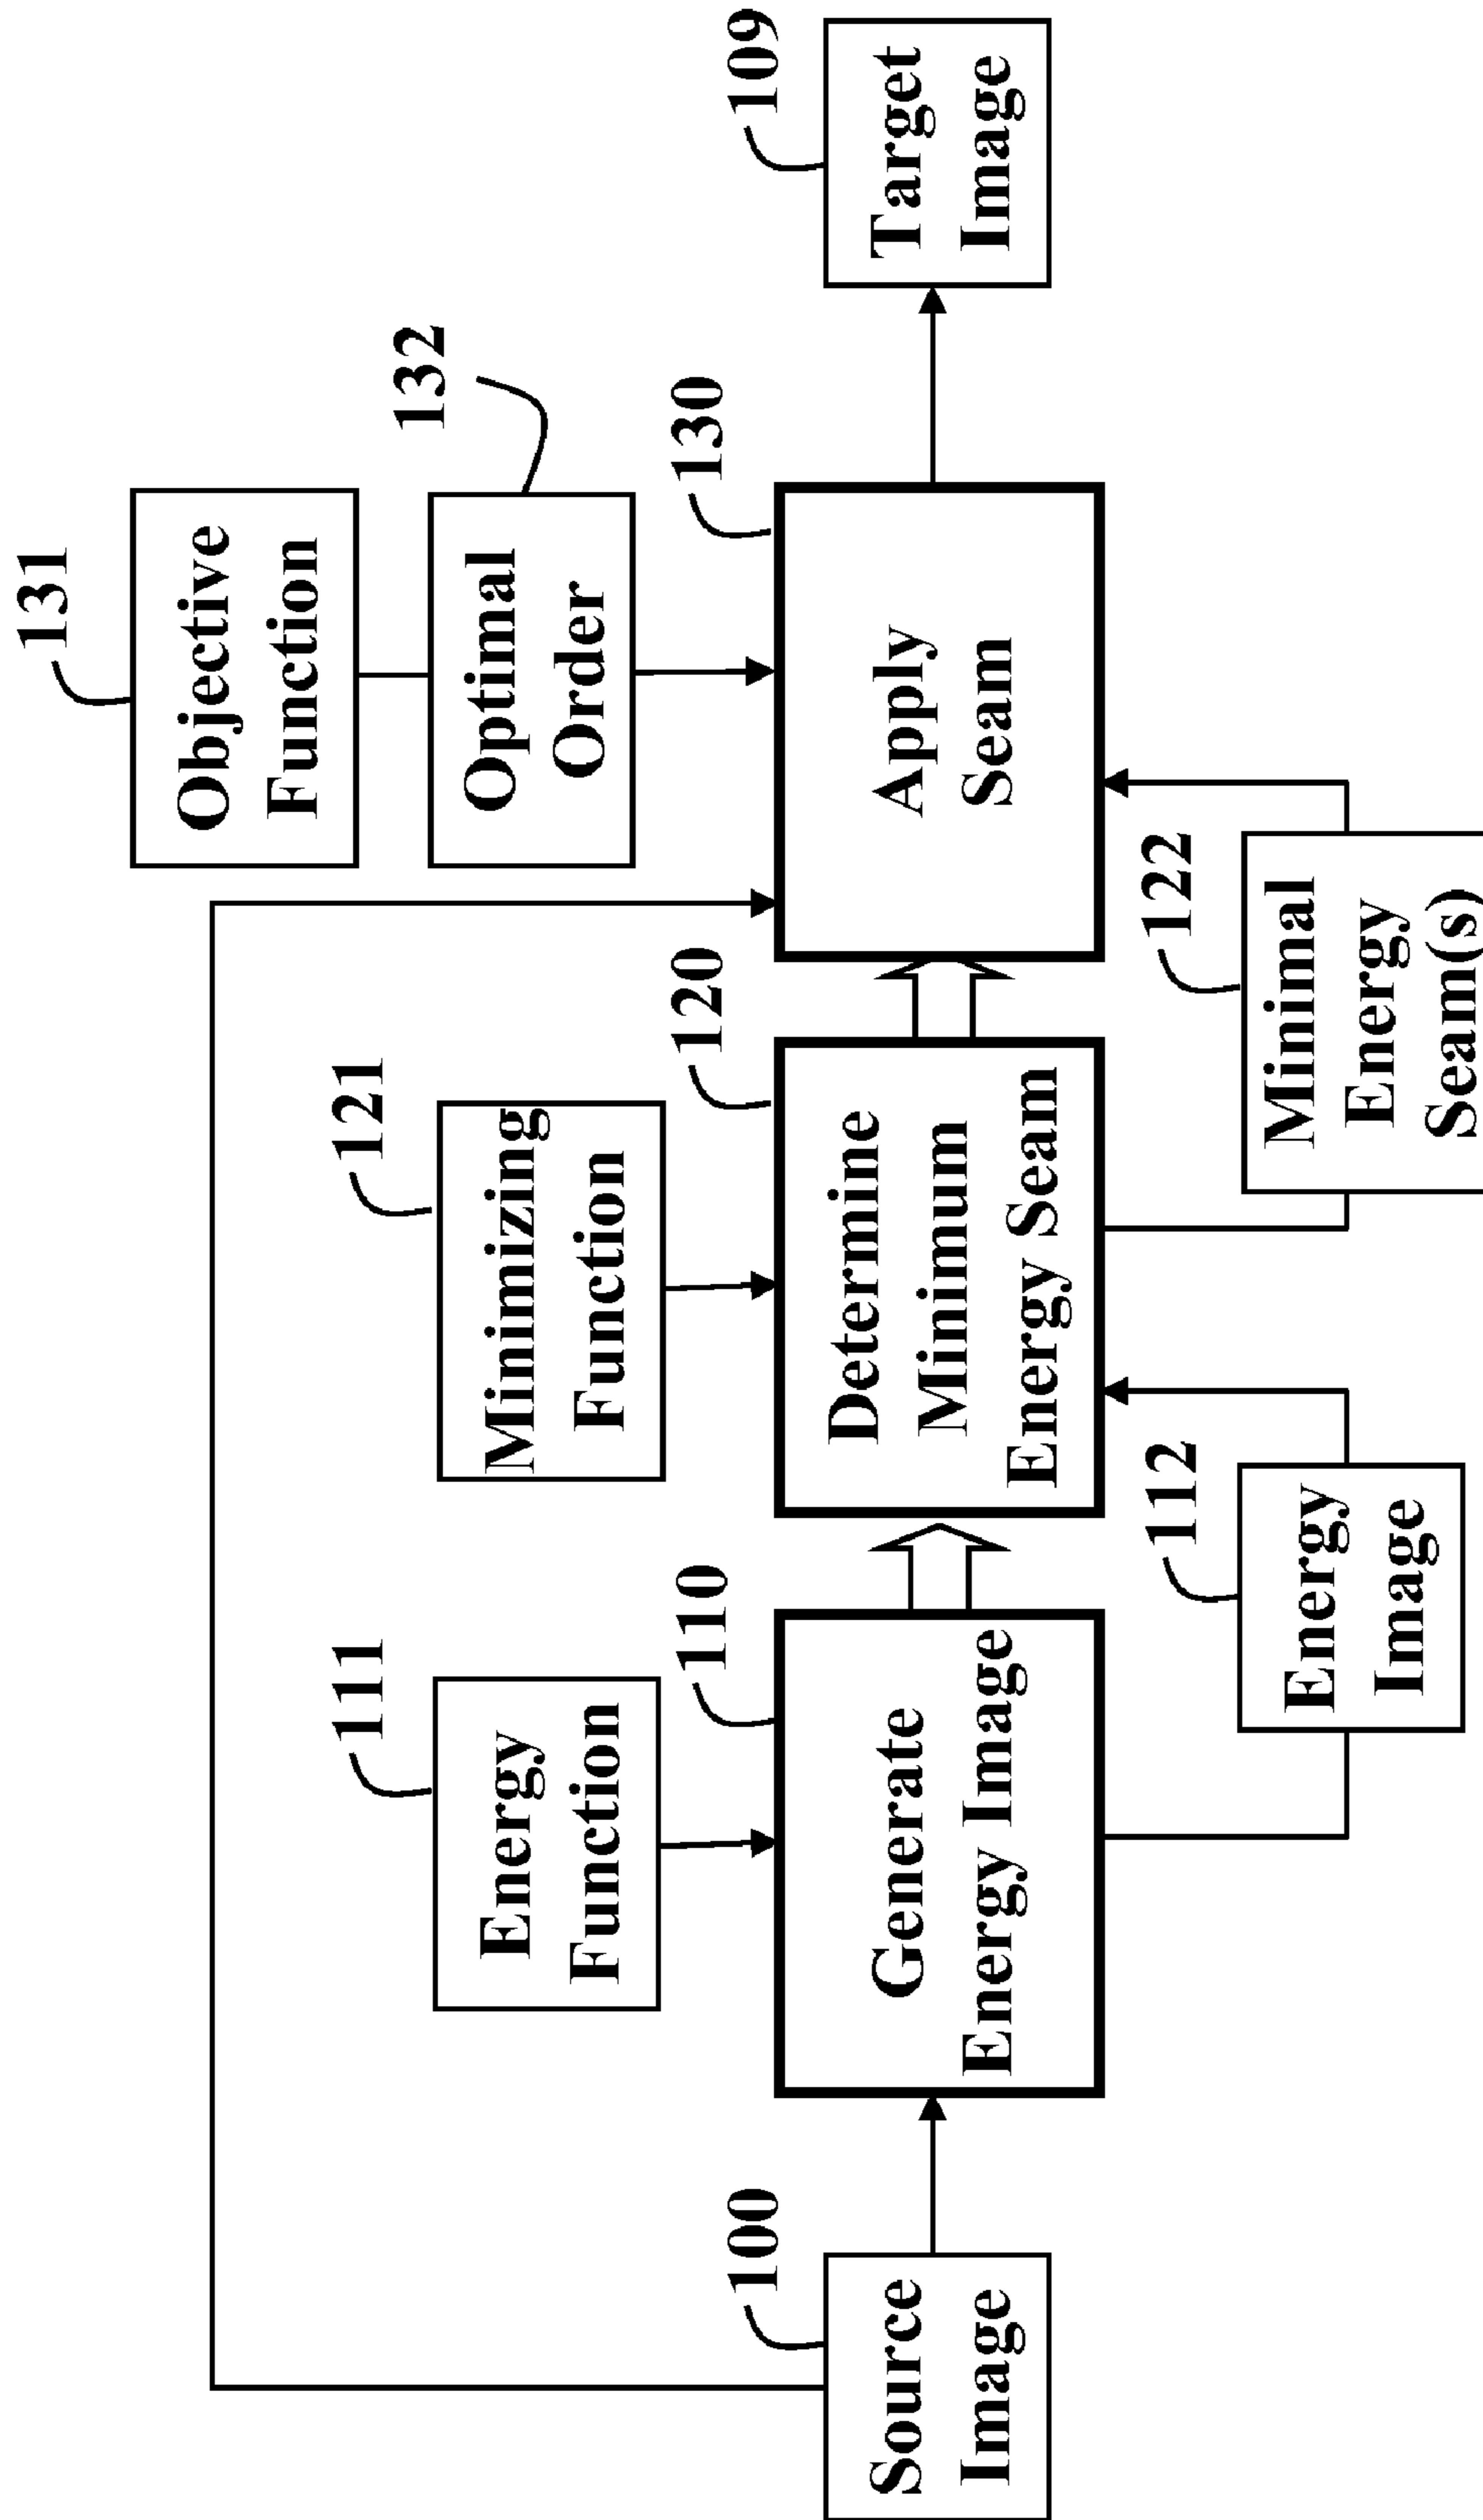 131
Objective
Function
132
Optimal
Order
111
Energy
Function
121
Minimizing
Function
100
Source
Image
110
Generate
Energy Image
120
Determine
Minimum
Energy Seam
130
Apply
Seam
109
Target
Image
112
Energy
Image
122
Minimal
Energy
Seam(s)